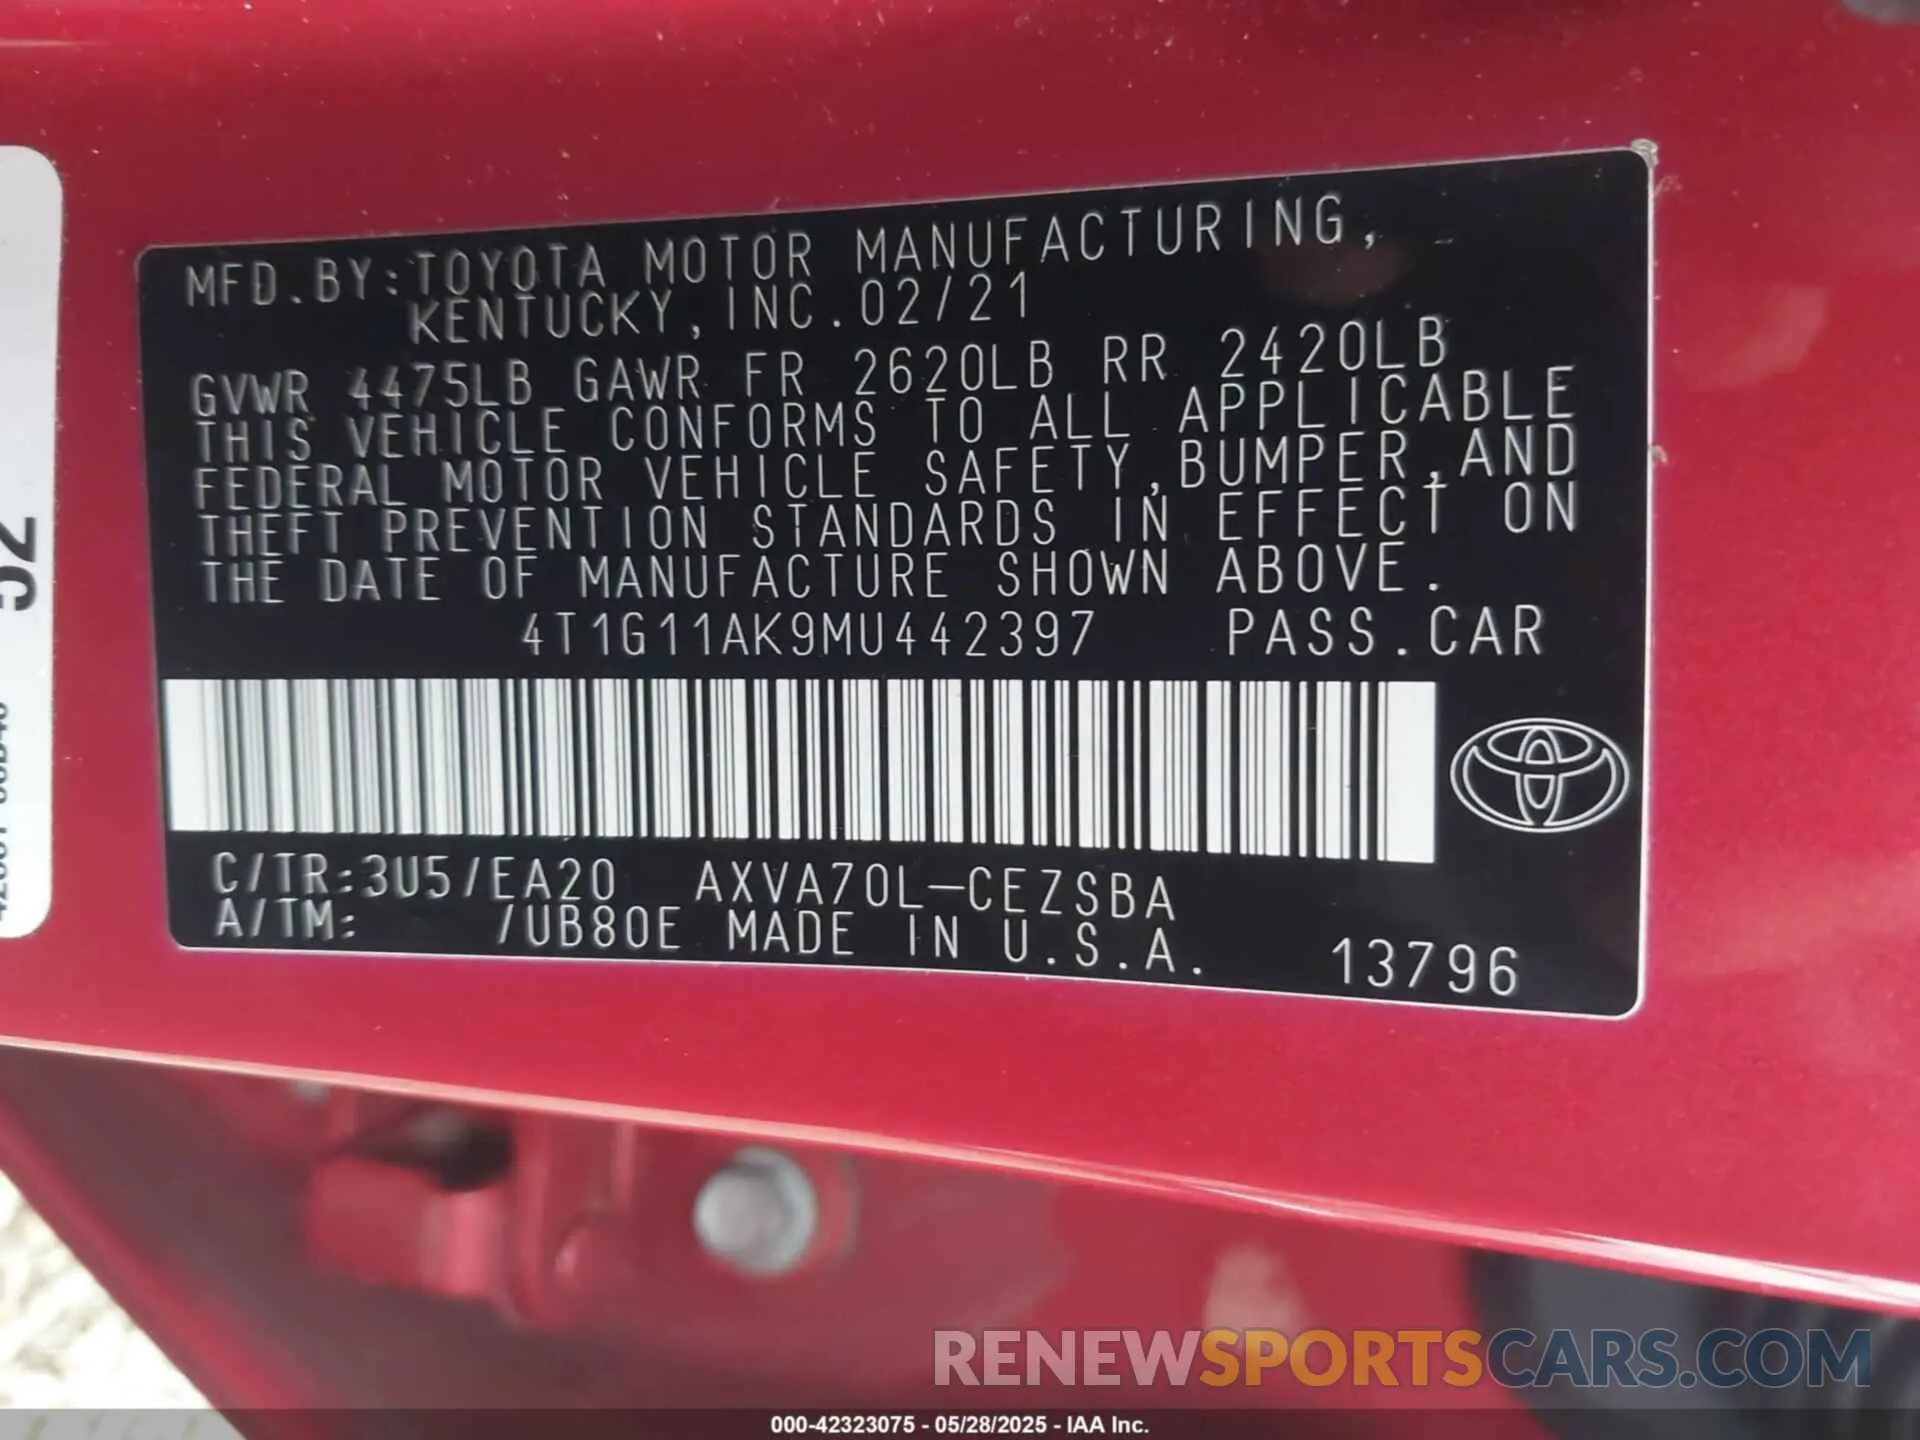 MFD.BY:TOYOTA MOTOR MANUFACTURING,
KENTUCKY, INC.02/21
GVWR 4475LB GAWR FR 2620LB RR 2420LB
THIS VEHICLE CONFORMS TO ALL APPLICABLE
FEDERAL MOTOR VEHICLE SAFETY,BUMPER,AND
THEFT PREVENTION STANDARDS IN EFFECT ON
THE DATE OF MANUFACTURE SHOWN ABOVE.
4T1G11AK9MU442397 PASS.CAR
C/TR:3U5/EA20 AXVA70L-CEZSBA
A/TM: /UB80E MADE IN U.S.A. 13796
52
RENEWSPORTSCARS.COM
000-42323075 - 05/28/2025 - IAA Inc.